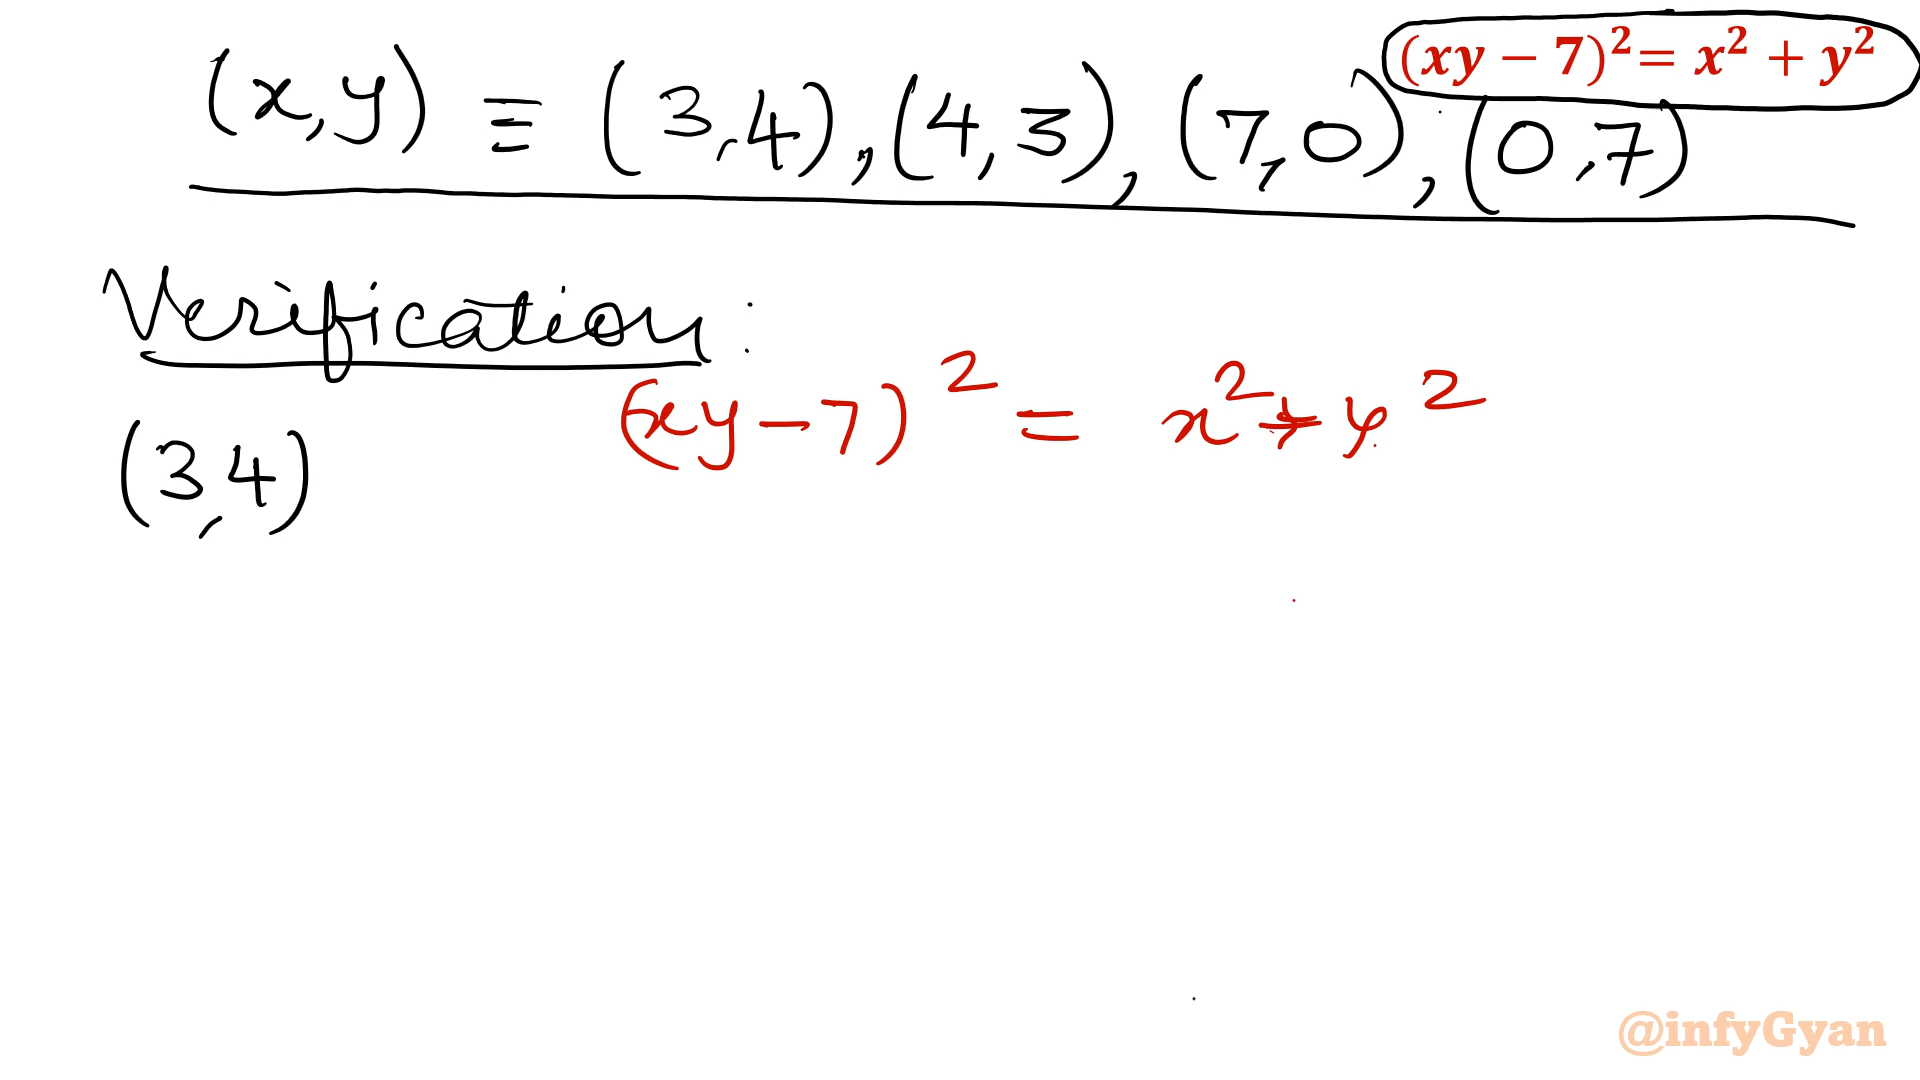 (xy − 7)²= x² + y²
(x,y) ≡ (3,4), (4,3), (7,0), (0,7)
Verification :
(xy − 7)² = x² + y²
(3,4)
@infyGyan